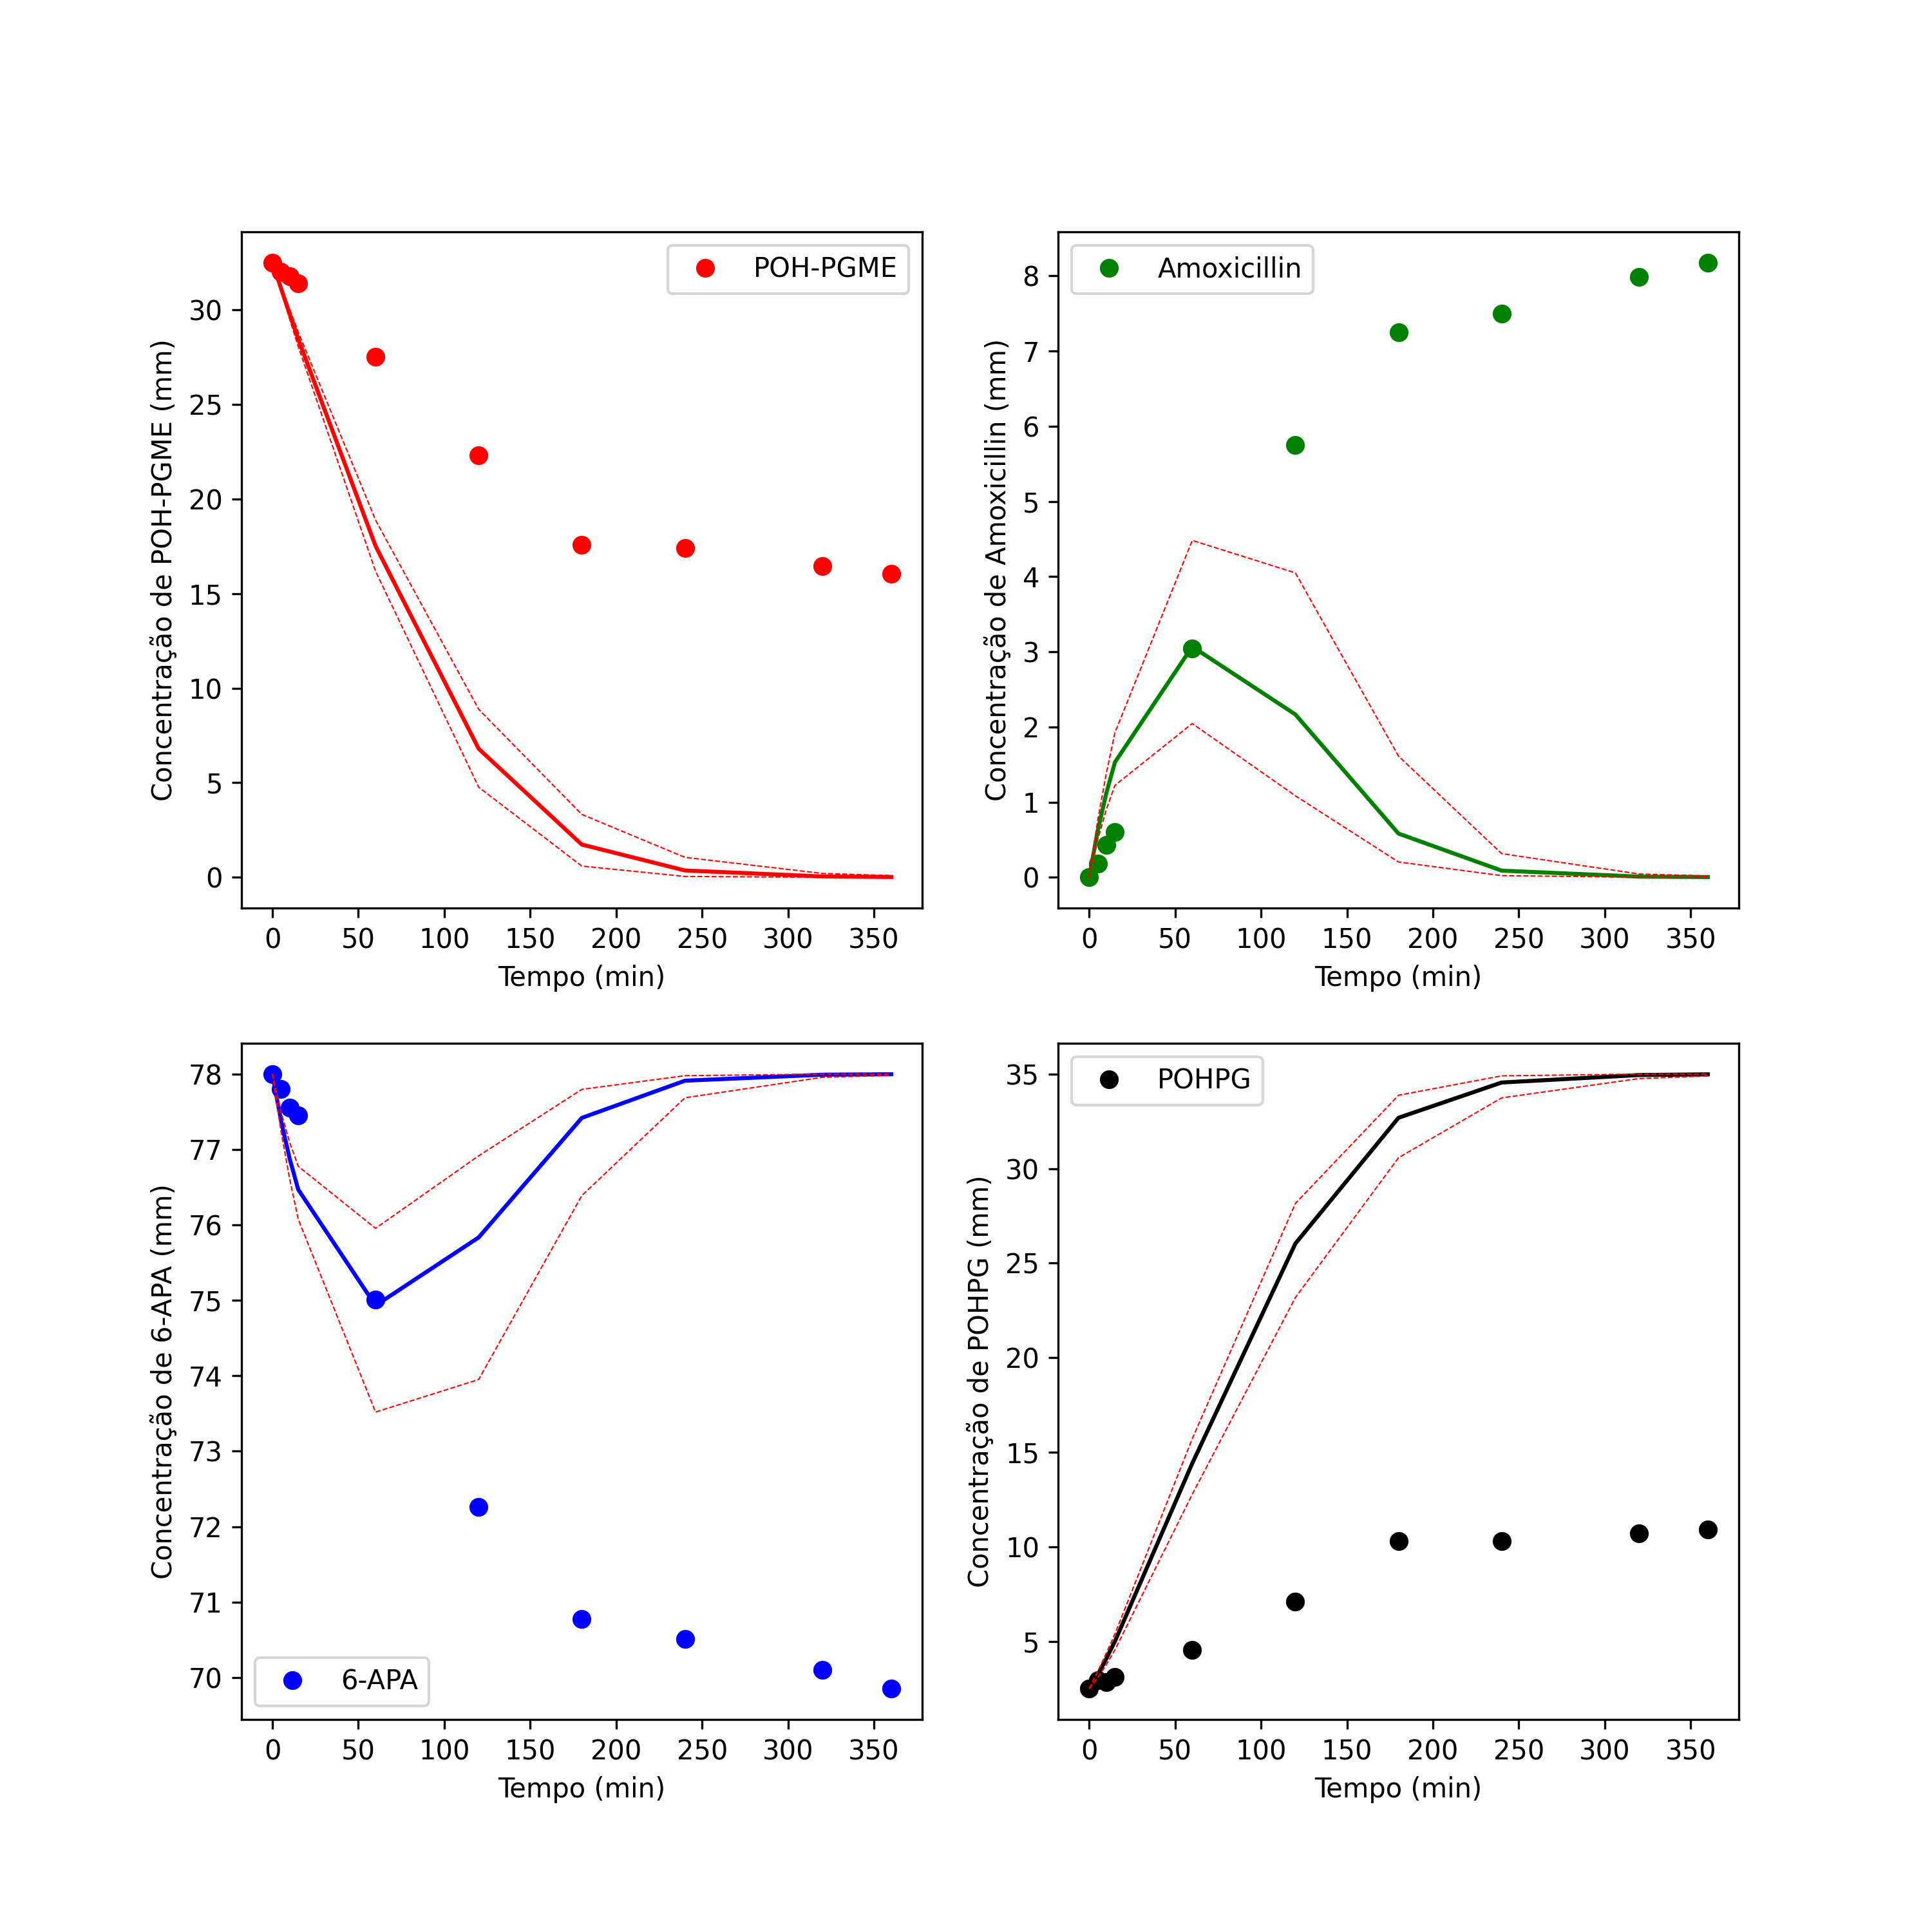 POH-PGME
Concentração de POH-PGME (mm)
30
25
20
15
10
5
0
0 50 100 150 200 250 300 350
Tempo (min)
Amoxicillin
Concentração de Amoxicillin (mm)
8
7
6
5
4
3
2
1
0
0 50 100 150 200 250 300 350
Tempo (min)
6-APA
Concentração de 6-APA (mm)
78
77
76
75
74
73
72
71
70
0 50 100 150 200 250 300 350
Tempo (min)
POHPG
Concentração de POHPG (mm)
35
30
25
20
15
10
5
0 50 100 150 200 250 300 350
Tempo (min)